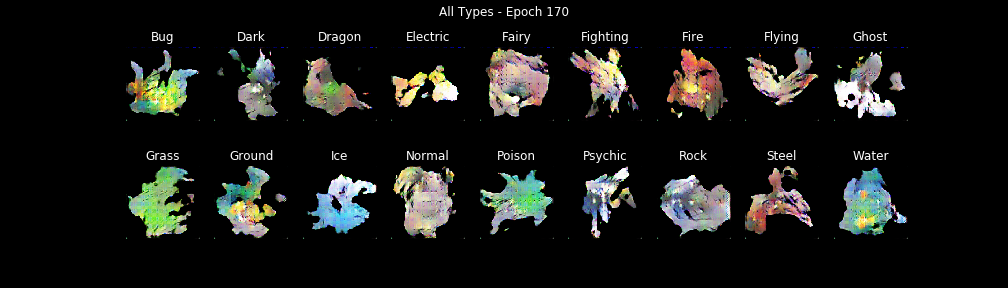 All Types - Epoch 170
Bug Dark Dragon Electric Fairy Fighting Fire Flying Ghost
Grass Ground Ice Normal Poison Psychic Rock Steel Water